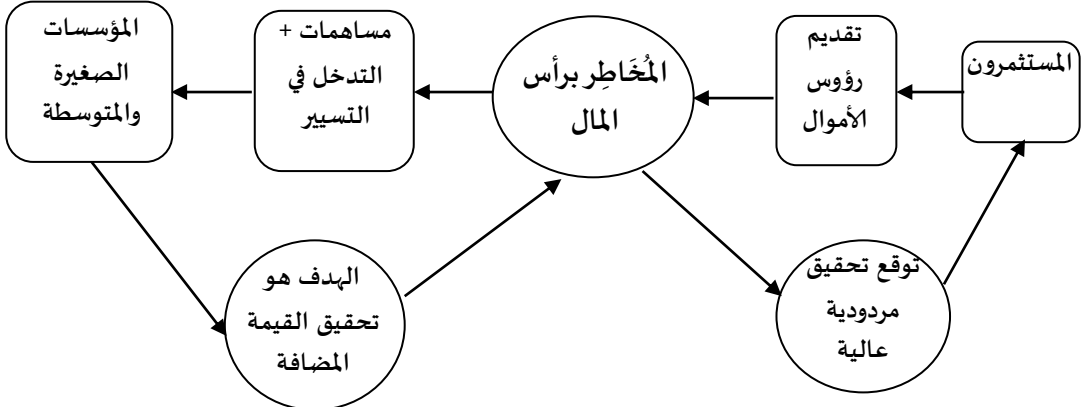 المستثمرون
تقديم
رؤوس
الأموال
المُخَاطِر برأس
المال
مساهمات +
التدخل في
التسيير
المؤسسات
الصغيرة
والمتوسطة
توقع تحقيق
مردودية
عالية
الهدف هو
تحقيق القيمة
المضافة